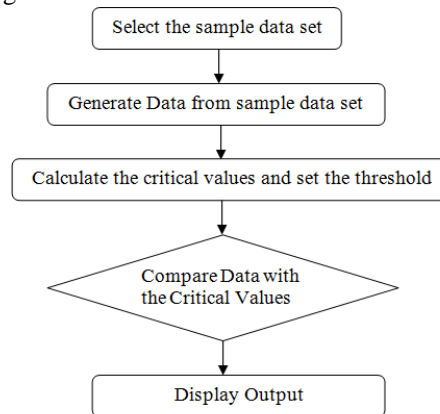 g
Select the sample data set
Generate Data from sample data set
Calculate the critical values and set the threshold
Compare Data with
the Critical Values
Display Output